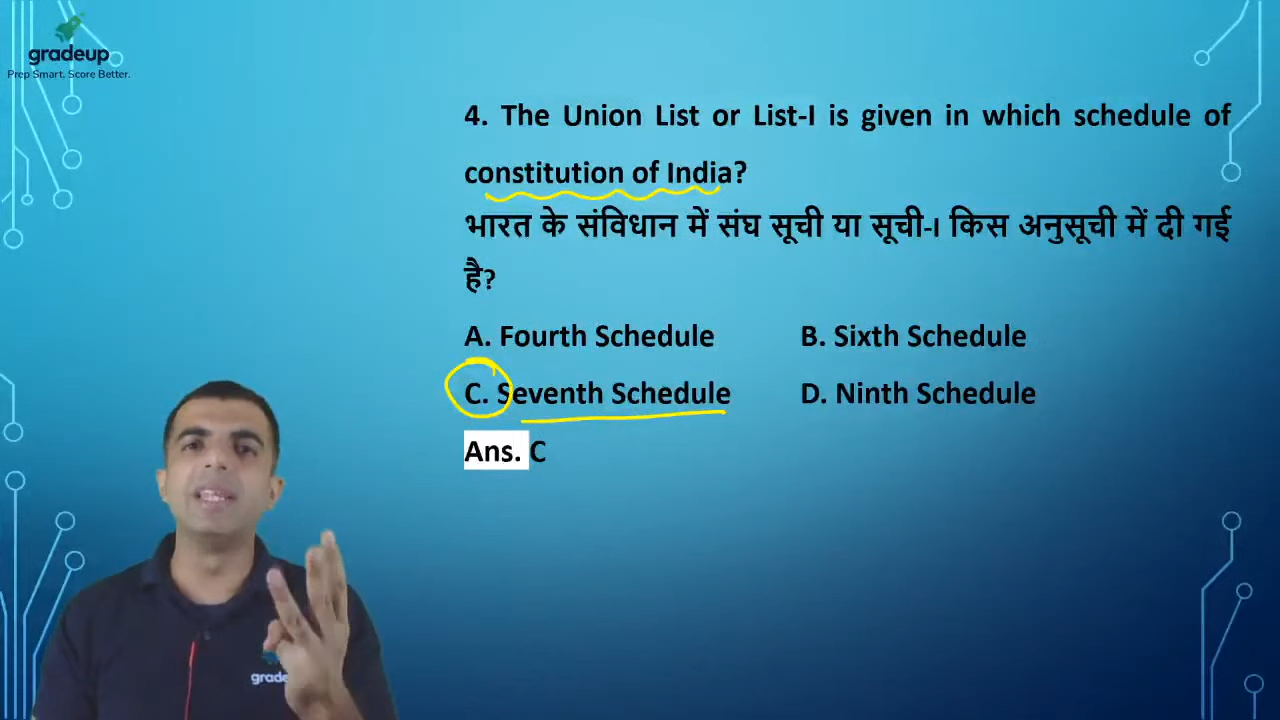 gradeup
Prep Smart. Score Better.
4. The Union List or List-I is given in which schedule of
constitution of India?
भारत के संविधान में संघ सूची या सूची-I किस अनुसूची में दी गई
है?
A. Fourth Schedule B. Sixth Schedule
C. Seventh Schedule D. Ninth Schedule
Ans. C
gradeu